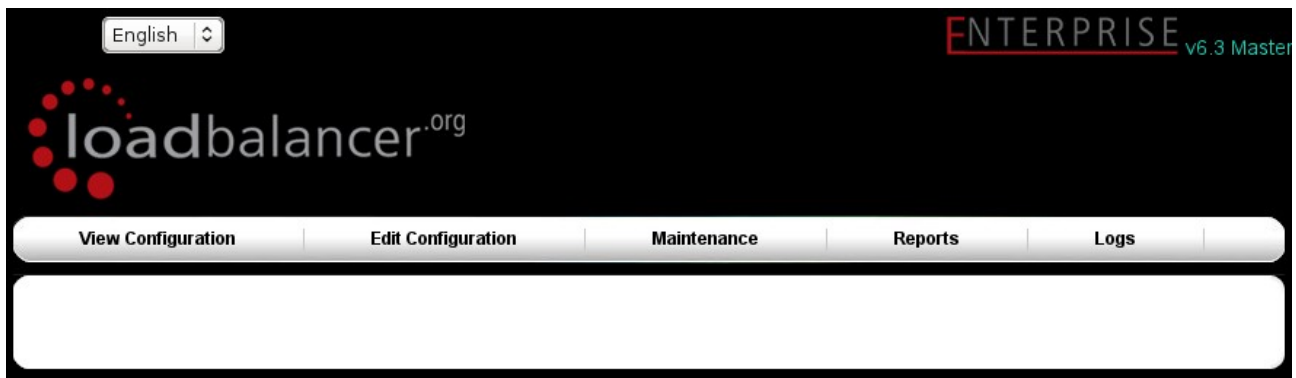 English
ENTERPRISE v6.3 Master
loadbalancer.org
View Configuration Edit Configuration Maintenance Reports Logs